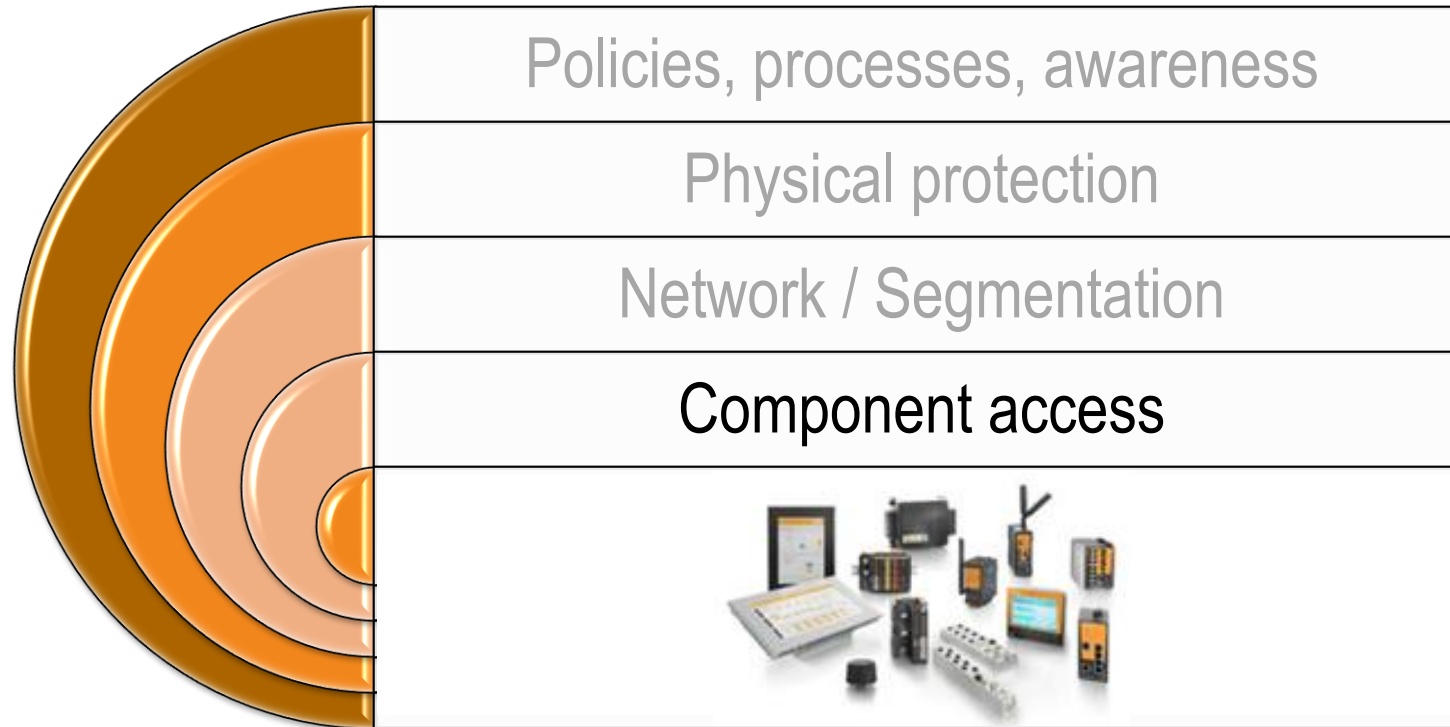 Policies, processes, awareness
Physical protection
Network / Segmentation
Component access